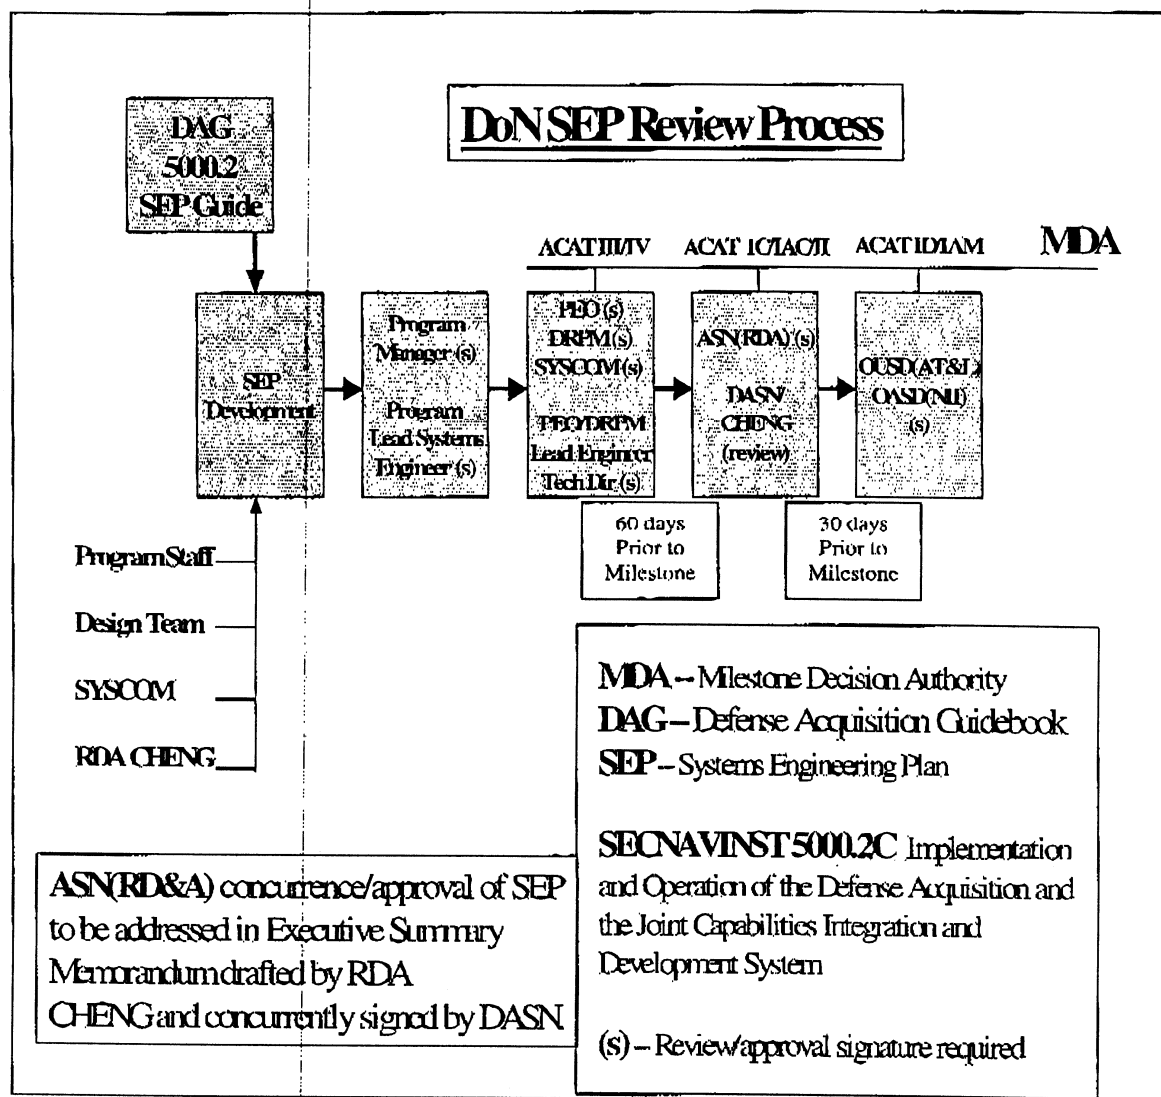 DoN SEP Review Process
DAG
5000.2
SEP Guide
ACAT III/IV
ACAT IC/IAC/II
ACAT ID/IAM
MDA
SEP
Development
Program
Manager (s)
Program
Lead Systems
Engineer (s)
PEO (s)
DRPM (s)
SYSCOM (s)
PEO/DRPM
Lead Engineer
Tech Dir. (s)
ASN(RDA) (s)
DASN/
CHENG
(review)
OUSD(AT&L)
OASD(NII)
(s)
60 days
Prior to
Milestone
30 days
Prior to
Milestone
Program Staff
Design Team
SYSCOM
RDA CHENG
MDA – Milestone Decision Authority
DAG – Defense Acquisition Guidebook
SEP – Systems Engineering Plan
SECNAVINST 5000.2C Implementation
and Operation of the Defense Acquisition and
the Joint Capabilities Integration and
Development System
(s) – Review/approval signature required
ASN(RD&A) concurrence/approval of SEP
to be addressed in Executive Summary
Memorandum drafted by RDA
CHENG and concurrently signed by DASN.